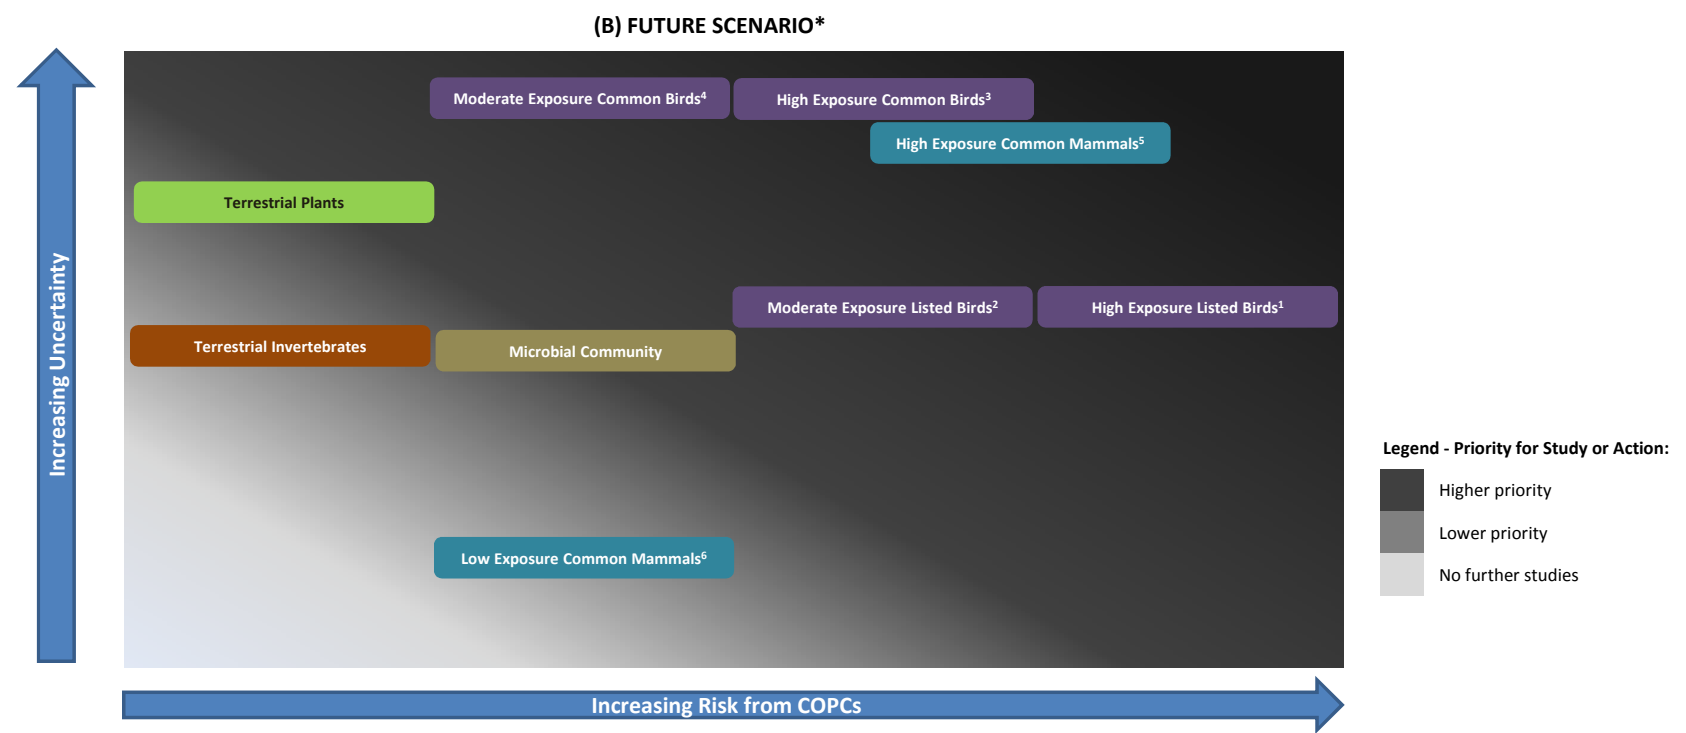 (B) FUTURE SCENARIO*
Moderate Exposure Common Birds⁴
High Exposure Common Birds³
High Exposure Common Mammals⁵
Terrestrial Plants
Increasing Uncertainty
Moderate Exposure Listed Birds²
High Exposure Listed Birds¹
Terrestrial Invertebrates
Microbial Community
Low Exposure Common Mammals⁶
Legend - Priority for Study or Action:
Higher priority
Lower priority
No further studies
Increasing Risk from COPCs